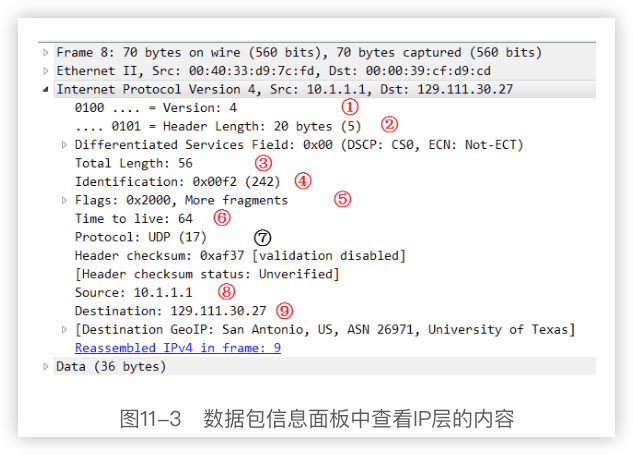 Frame 8: 70 bytes on wire (560 bits), 70 bytes captured (560 bits)
Ethernet II, Src: 00:40:33:d9:7c:fd, Dst: 00:00:39:cf:d9:cd
Internet Protocol Version 4, Src: 10.1.1.1, Dst: 129.111.30.27
0100 .... = Version: 4 ①
.... 0101 = Header Length: 20 bytes (5) ②
Differentiated Services Field: 0x00 (DSCP: CS0, ECN: Not-ECT)
Total Length: 56 ③
Identification: 0x00f2 (242) ④
Flags: 0x2000, More fragments ⑤
Time to live: 64 ⑥
Protocol: UDP (17) ⑦
Header checksum: 0xaf37 [validation disabled]
[Header checksum status: Unverified]
Source: 10.1.1.1 ⑧
Destination: 129.111.30.27 ⑨
[Destination GeoIP: San Antonio, US, ASN 26971, University of Texas]
Reassembled IPv4 in frame: 9
Data (36 bytes)
图11-3 数据包信息面板中查看IP层的内容